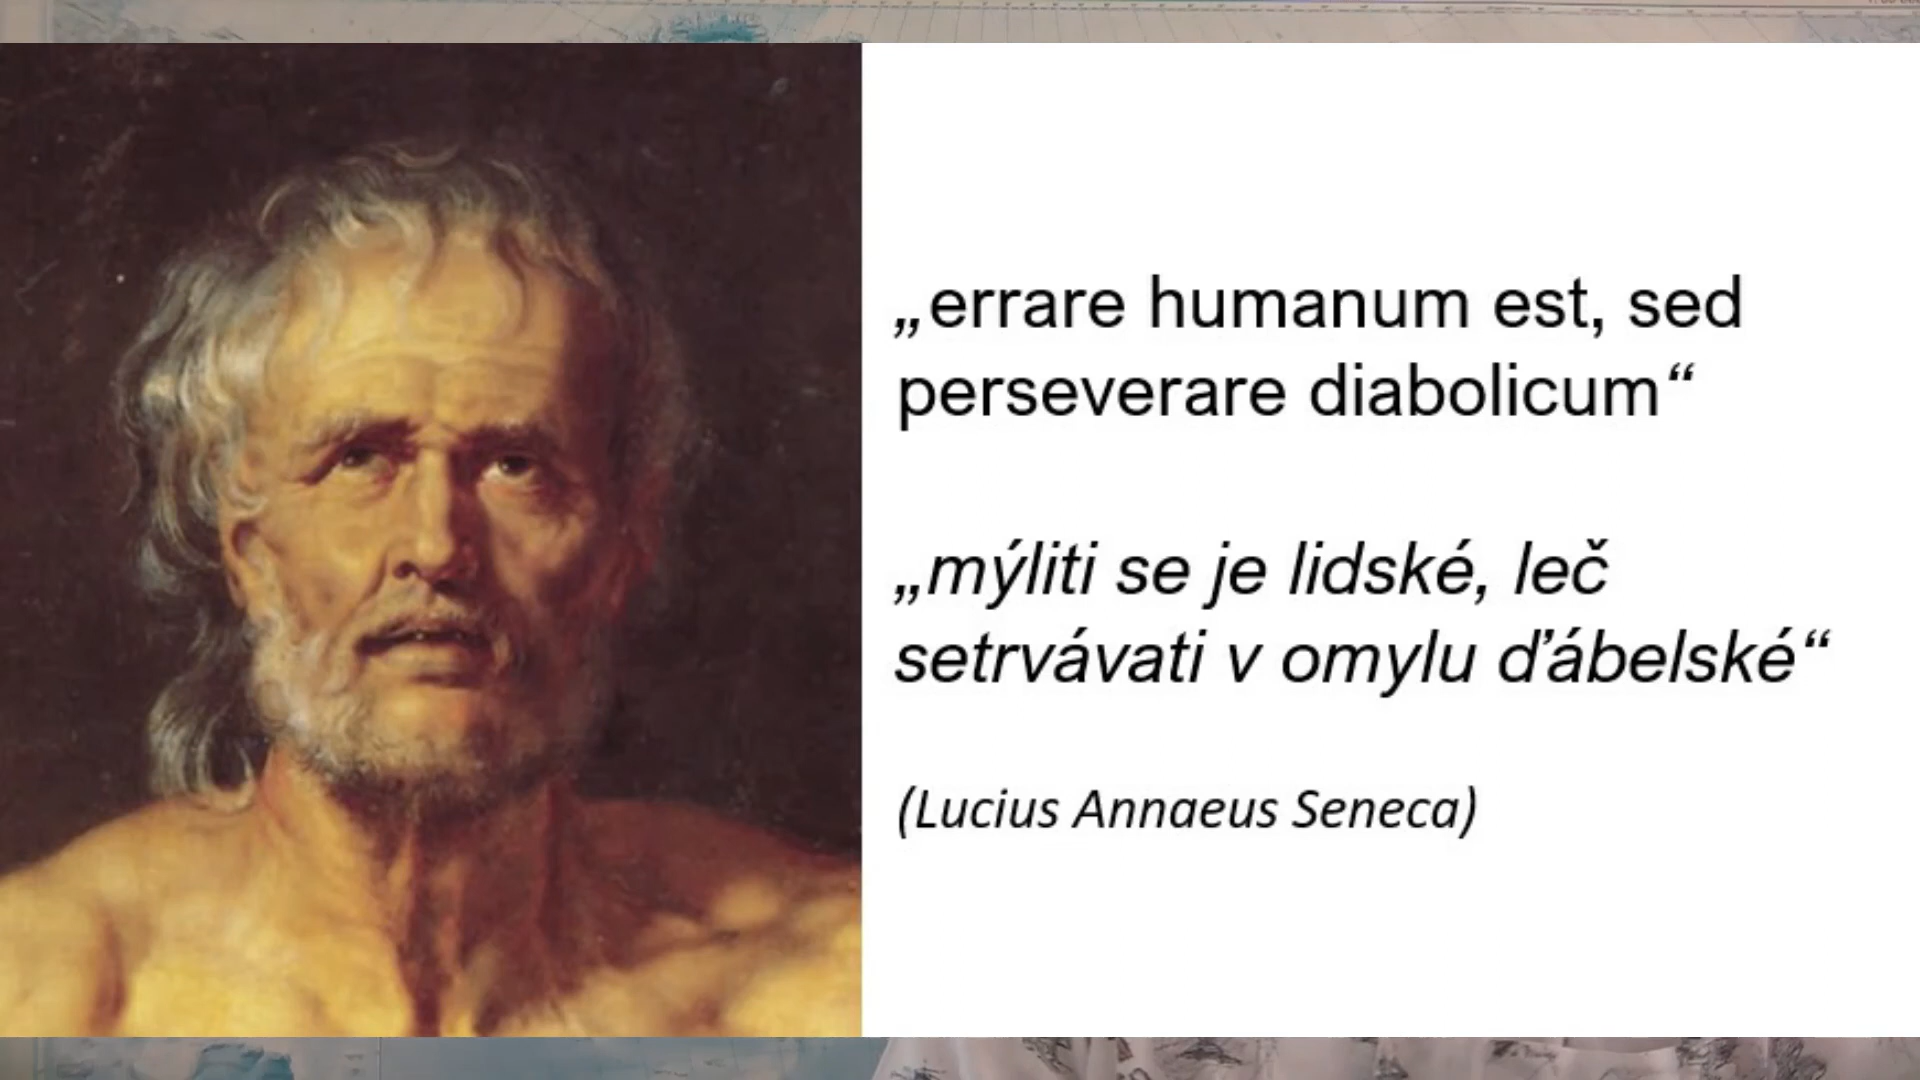 „errare humanum est, sed
perseverare diabolicum“
„mýliti se je lidské, leč
setrvávati v omylu ďábelské“
(Lucius Annaeus Seneca)